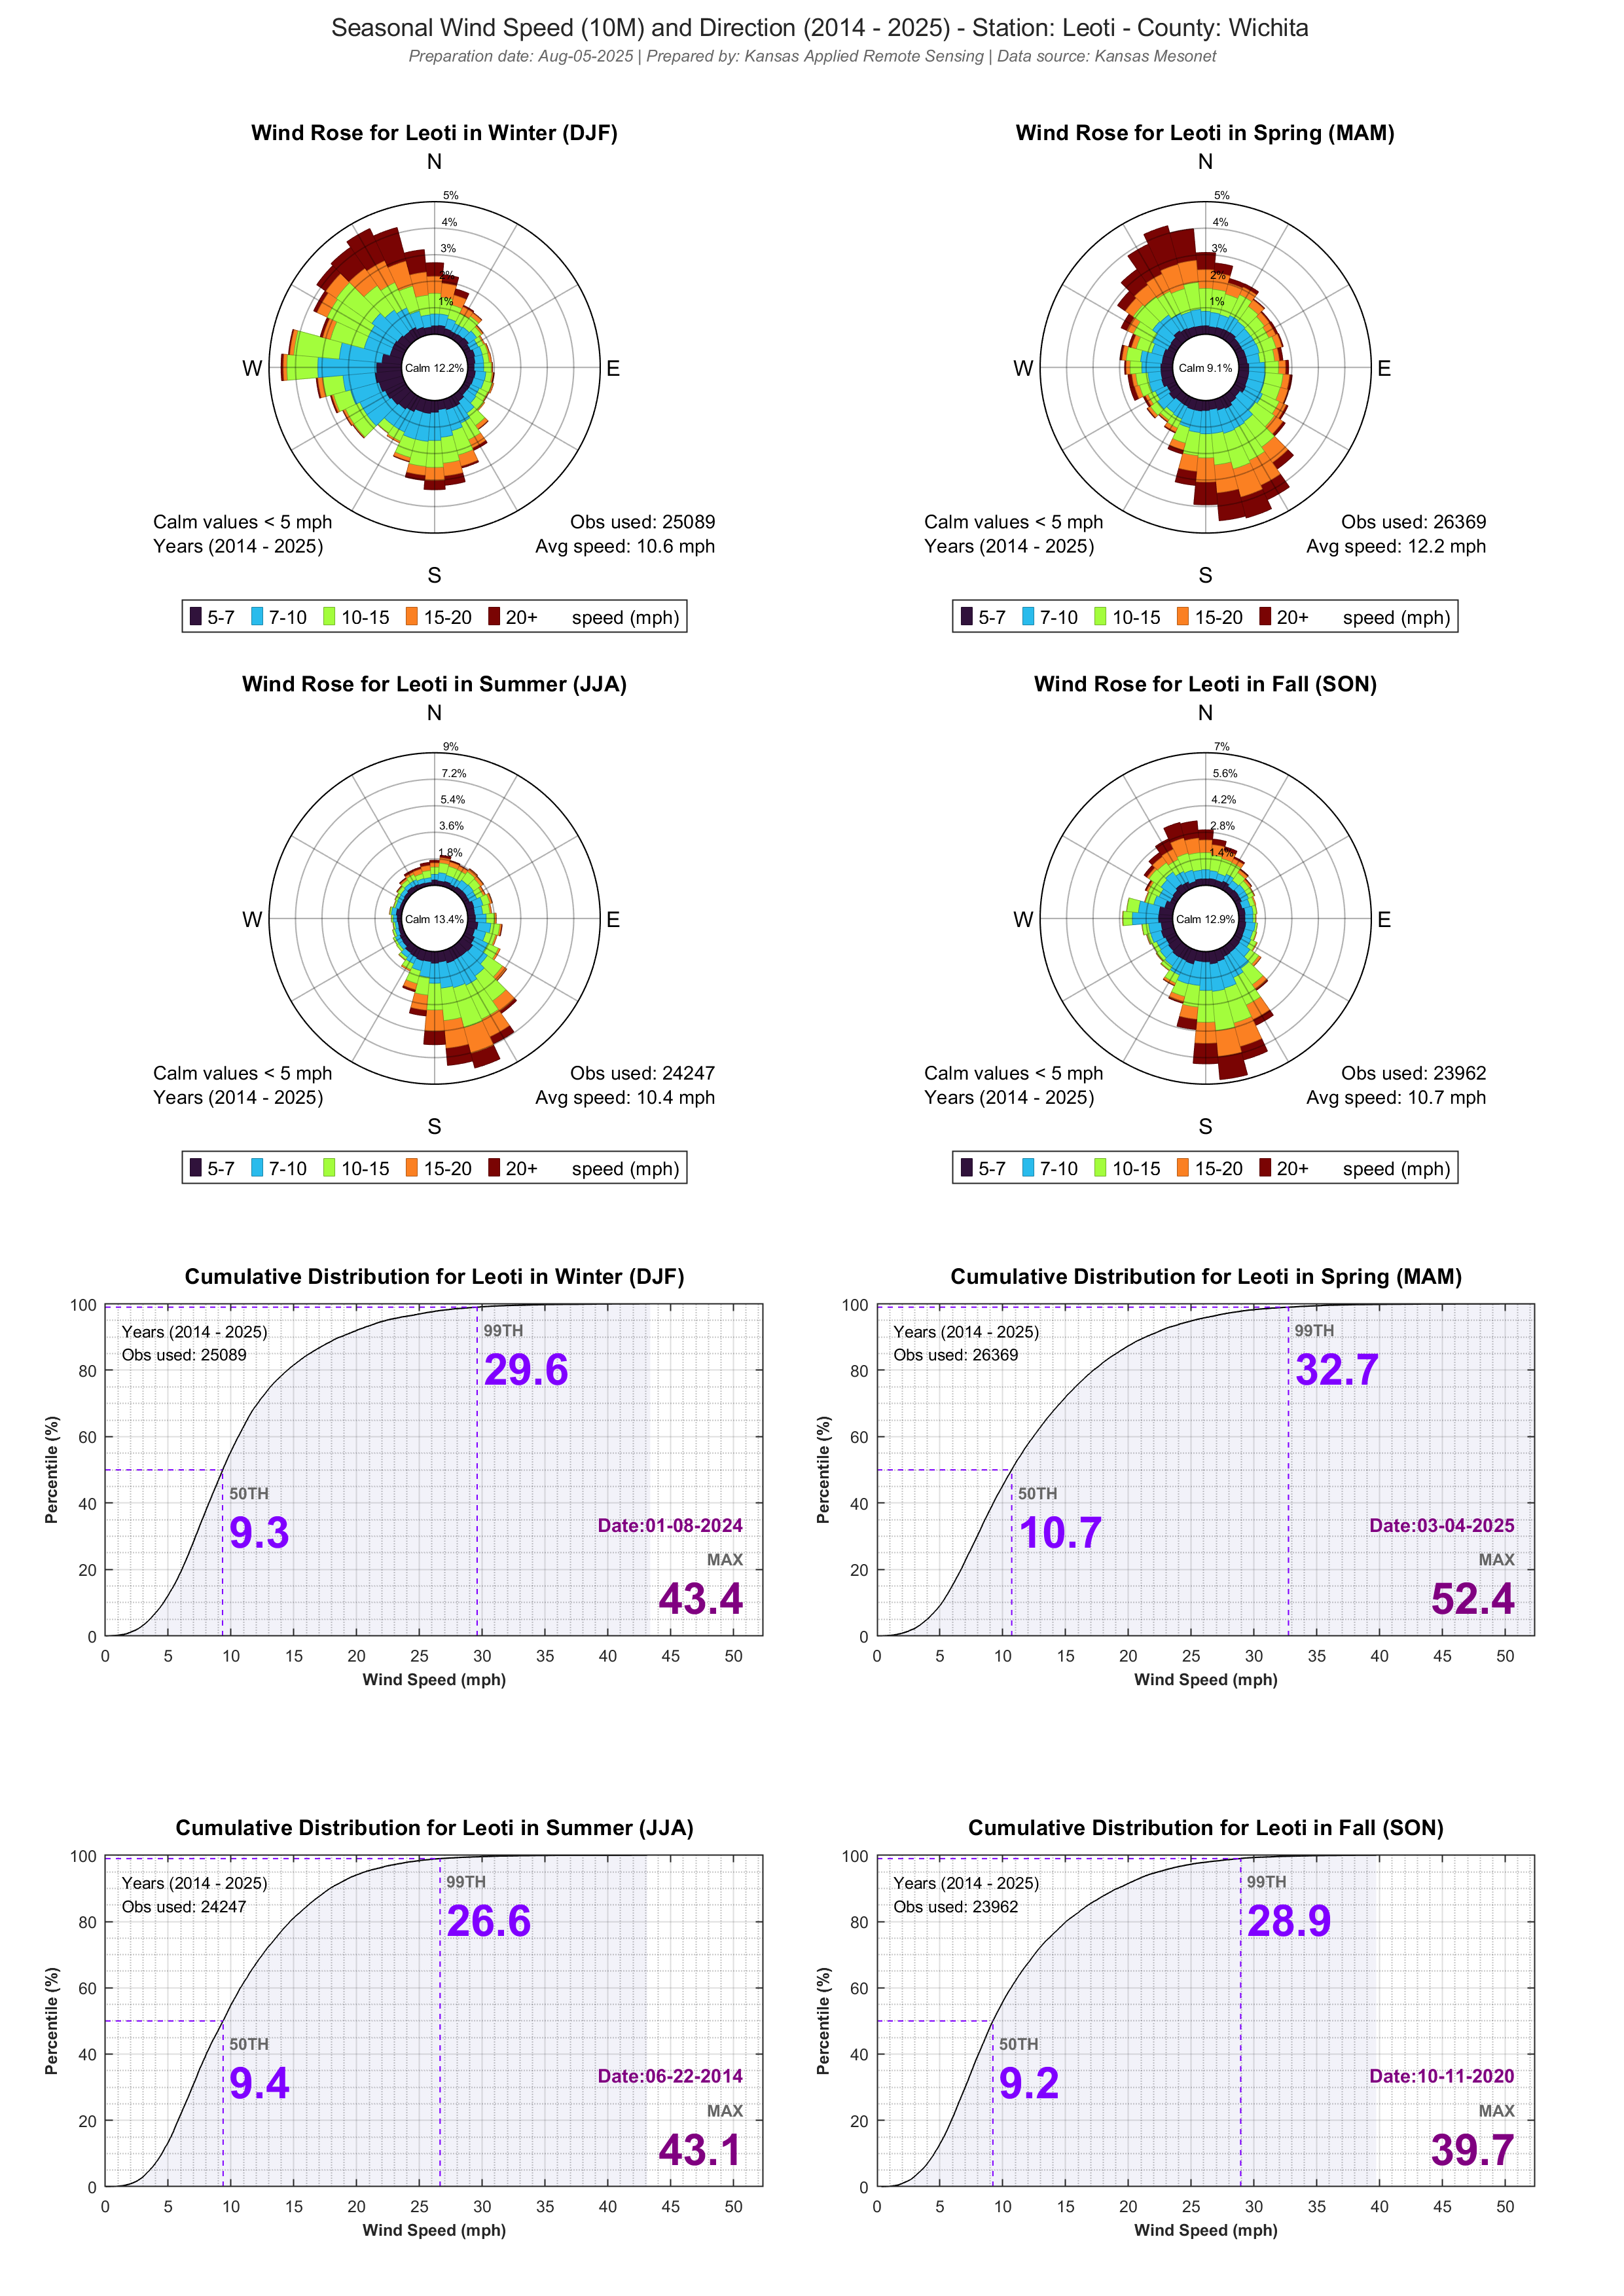 Seasonal Wind Speed (10M) and Direction (2014 - 2025) - Station: Leoti - County: Wichita
Preparation date: Aug-05-2025 | Prepared by: Kansas Applied Remote Sensing | Data source: Kansas Mesonet
Wind Rose for Leoti in Winter (DJF)
N
5%
4%
3%
2%
1%
W
Calm 12.2%
E
Calm values < 5 mph
Years (2014 - 2025)
Obs used: 25089
Avg speed: 10.6 mph
S
5-7 7-10 10-15 15-20 20+ speed (mph)
Wind Rose for Leoti in Spring (MAM)
N
5%
4%
3%
2%
1%
W
Calm 9.1%
E
Calm values < 5 mph
Years (2014 - 2025)
Obs used: 26369
Avg speed: 12.2 mph
S
5-7 7-10 10-15 15-20 20+ speed (mph)
Wind Rose for Leoti in Summer (JJA)
N
9%
7.2%
5.4%
3.6%
1.8%
W
Calm 13.4%
E
Calm values < 5 mph
Years (2014 - 2025)
Obs used: 24247
Avg speed: 10.4 mph
S
5-7 7-10 10-15 15-20 20+ speed (mph)
Wind Rose for Leoti in Fall (SON)
N
7%
5.6%
4.2%
2.8%
1.4%
W
Calm 12.9%
E
Calm values < 5 mph
Years (2014 - 2025)
Obs used: 23962
Avg speed: 10.7 mph
S
5-7 7-10 10-15 15-20 20+ speed (mph)
Cumulative Distribution for Leoti in Winter (DJF)
Percentile (%)
100
80
60
40
20
0
Years (2014 - 2025)
Obs used: 25089
99TH
29.6
50TH
9.3
Date:01-08-2024
MAX
43.4
0 5 10 15 20 25 30 35 40 45 50
Wind Speed (mph)
Cumulative Distribution for Leoti in Spring (MAM)
Percentile (%)
100
80
60
40
20
0
Years (2014 - 2025)
Obs used: 26369
99TH
32.7
50TH
10.7
Date:03-04-2025
MAX
52.4
0 5 10 15 20 25 30 35 40 45 50
Wind Speed (mph)
Cumulative Distribution for Leoti in Summer (JJA)
Percentile (%)
100
80
60
40
20
0
Years (2014 - 2025)
Obs used: 24247
99TH
26.6
50TH
9.4
Date:06-22-2014
MAX
43.1
0 5 10 15 20 25 30 35 40 45 50
Wind Speed (mph)
Cumulative Distribution for Leoti in Fall (SON)
Percentile (%)
100
80
60
40
20
0
Years (2014 - 2025)
Obs used: 23962
99TH
28.9
50TH
9.2
Date:10-11-2020
MAX
39.7
0 5 10 15 20 25 30 35 40 45 50
Wind Speed (mph)